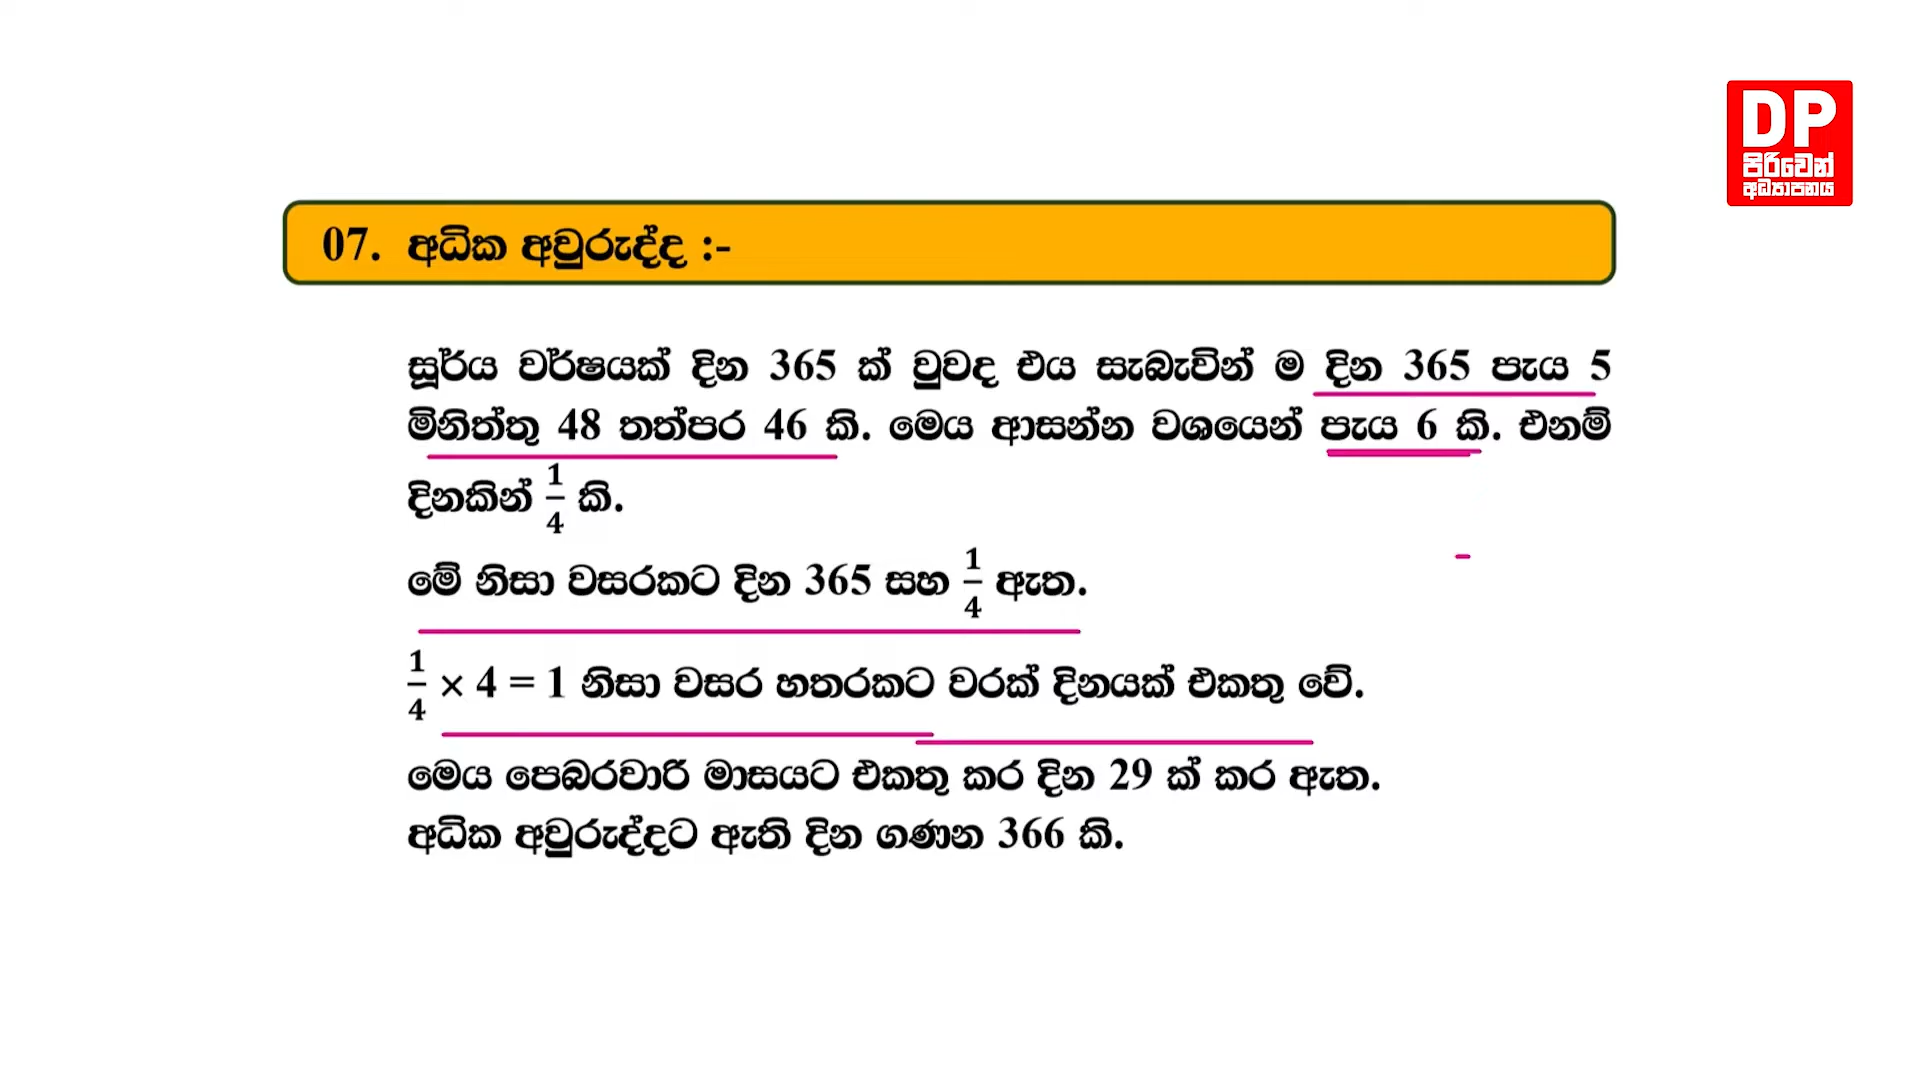 DP
පිරිවෙන්
අධ්‍යාපනය
07. අධික අවුරුද්ද :-
සූර්ය වර්ෂයක් දින 365 ක් වුවද එය සැබැවින් ම දින 365 පැය 5
මිනිත්තු 48 තත්පර 46 කි. මෙය ආසන්න වශයෙන් පැය 6 කි. එනම්
දිනකින් 1/4 කි.
මේ නිසා වසරකට දින 365 සහ 1/4 ඇත.
1/4 × 4 = 1 නිසා වසර හතරකට වරක් දිනයක් එකතු වේ.
මෙය පෙබරවාරි මාසයට එකතු කර දින 29 ක් කර ඇත.
අධික අවුරුද්දට ඇති දින ගණන 366 කි.